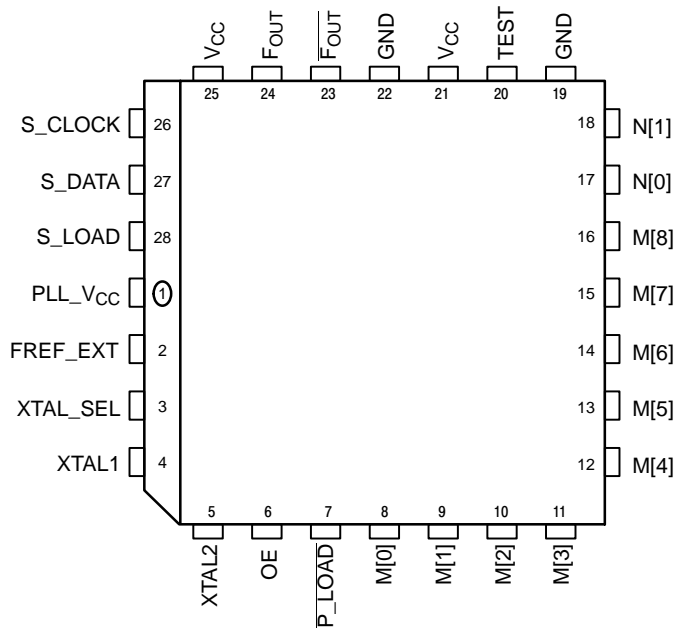 VCC FOUT FOUT GND VCC TEST GND
25 24 23 22 21 20 19
S_CLOCK 26 18 N[1]
S_DATA 27 17 N[0]
S_LOAD 28 16 M[8]
PLL_VCC 1 15 M[7]
FREF_EXT 2 14 M[6]
XTAL_SEL 3 13 M[5]
XTAL1 4 12 M[4]
5 6 7 8 9 10 11
XTAL2 OE P_LOAD M[0] M[1] M[2] M[3]